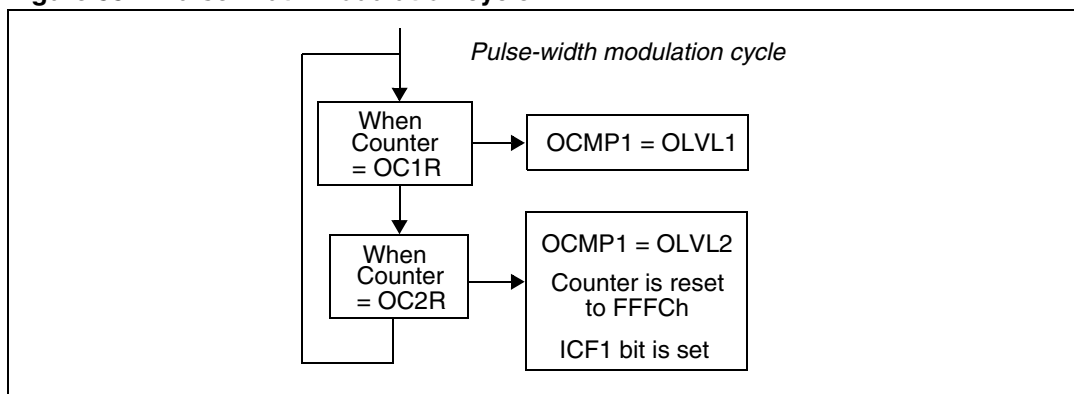 Pulse-width modulation cycle
When
Counter
= OC1R
OCMP1 = OLVL1
When
Counter
= OC2R
OCMP1 = OLVL2
Counter is reset
to FFFCh
ICF1 bit is set